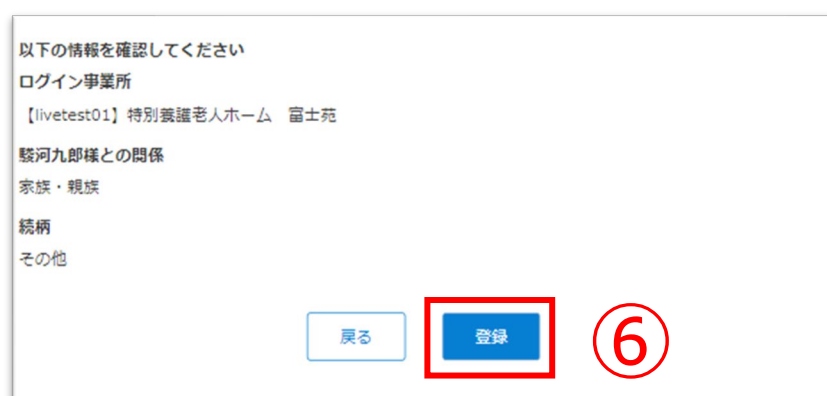 以下の情報を確認してください
ログイン事業所
【livetest01】特別養護老人ホーム　富士苑
駿河九郎様との関係
家族・親族
続柄
その他
戻る
登録
⑥